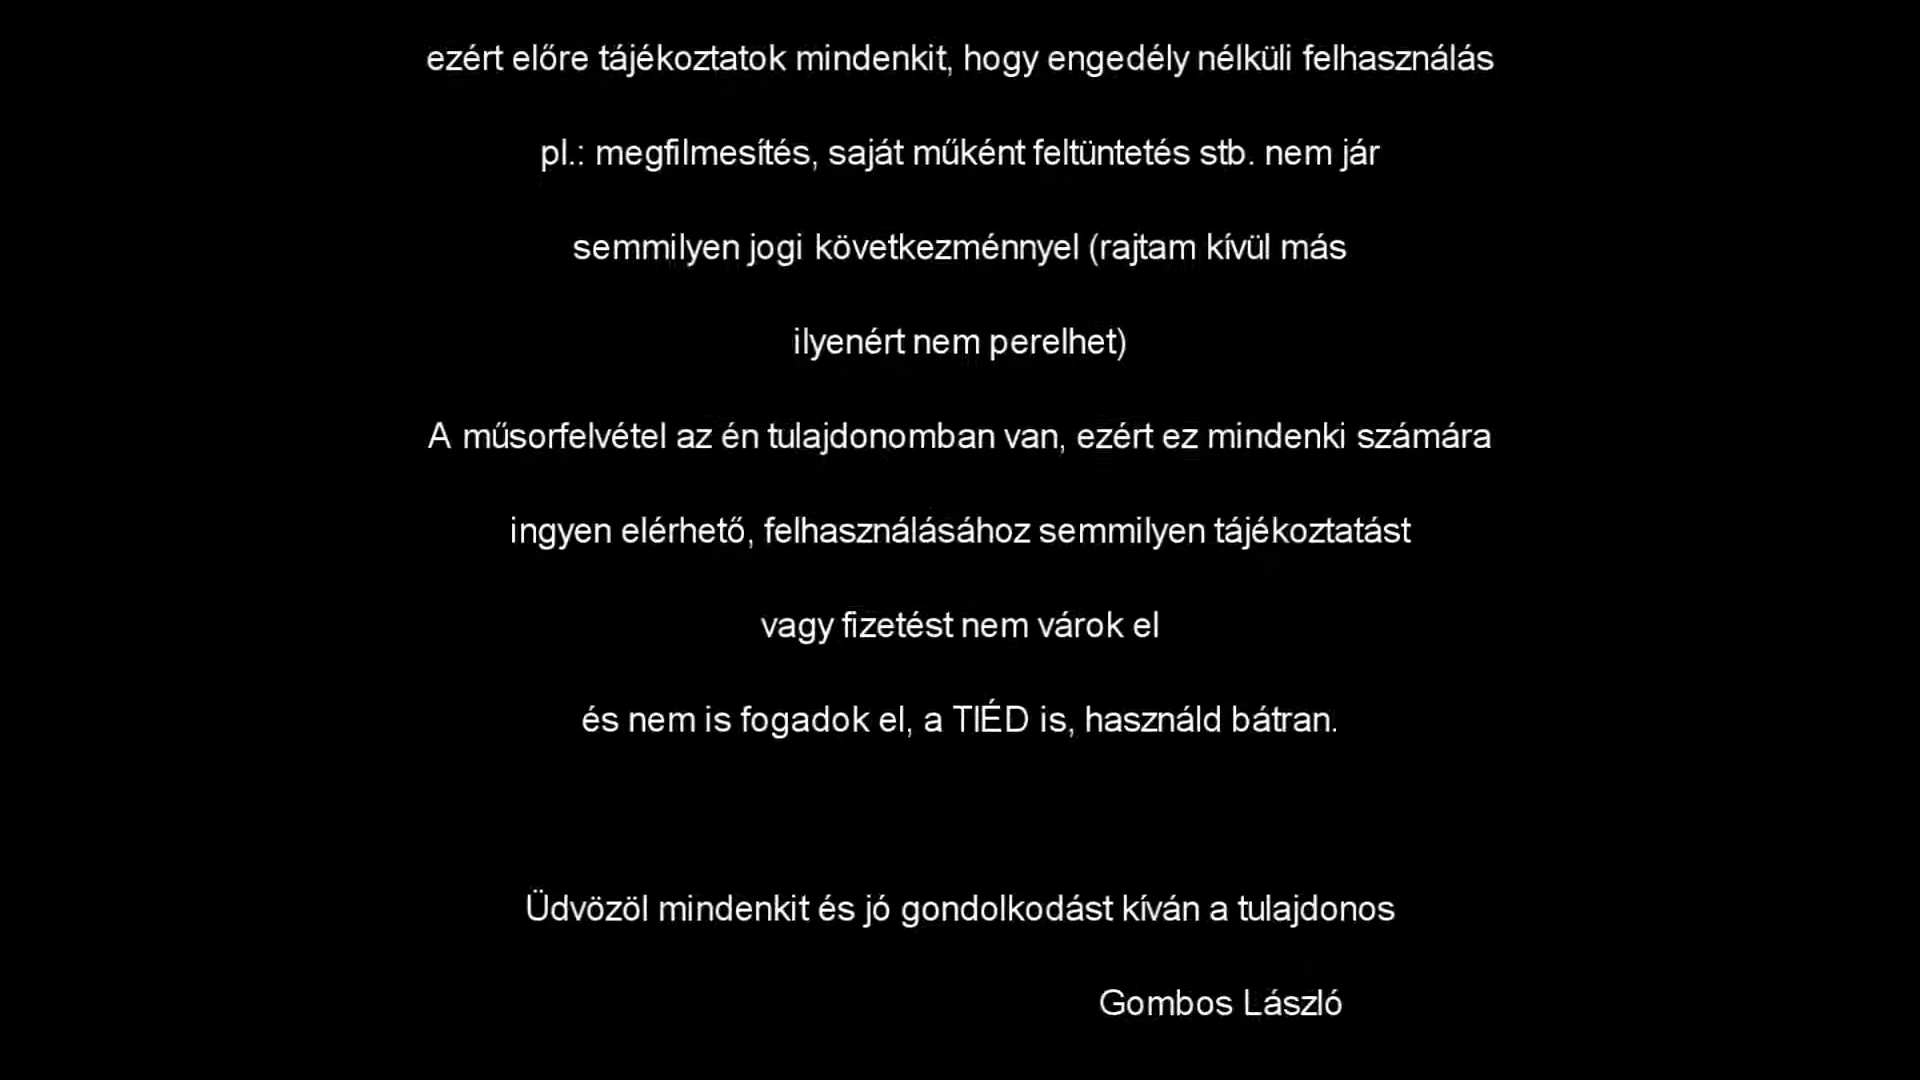 ezért előre tájékoztatok mindenkit, hogy engedély nélküli felhasználás
pl.: megfilmesítés, saját műként feltüntetés stb. nem jár
semmilyen jogi következménnyel (rajtam kívül más
ilyenért nem perelhet)
A műsorfelvétel az én tulajdonomban van, ezért ez mindenki számára
ingyen elérhető, felhasználásához semmilyen tájékoztatást
vagy fizetést nem várok el
és nem is fogadok el, a TIÉD is, használd bátran.
Üdvözöl mindenkit és jó gondolkodást kíván a tulajdonos
Gombos László